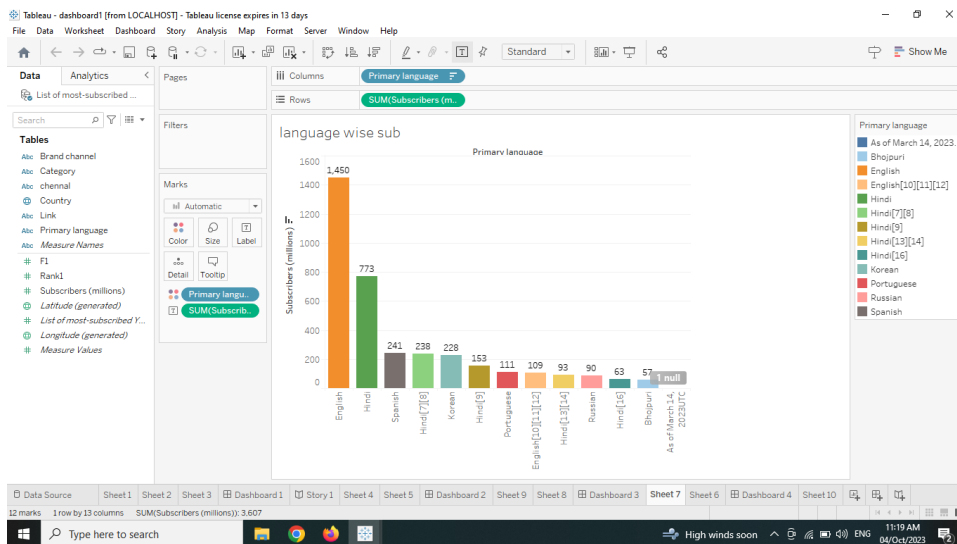 Tableau - dashboard1 [from LOCALHOST] - Tableau license expires in 13 days
File Data Worksheet Dashboard Story Analysis Map Format Server Window Help
Standard
Show Me
Data Analytics
List of most-subscribed ...
Search
Tables
Abc Brand channel
Abc Category
Abc chennal
Country
Abc Link
Abc Primary language
Abc Measure Names
# F1
# Rank1
# Subscribers (millions)
Latitude (generated)
# List of most-subscribed Y...
Longitude (generated)
# Measure Values
Pages
Filters
Marks
Automatic
Color Size Label
Detail Tooltip
Primary langu..
SUM(Subscrib..
iii Columns Primary language
Rows SUM(Subscribers (m..
language wise sub
Primary language
Subscribers (millions)
1600
1400
1200
1000
800
600
400
200
0
1,450
773
241
238
228
153
111
109
93
90
63
57
1 null
English
Hindi
Spanish
Hindi[7][8]
Korean
Hindi[9]
Portuguese
English[10][11][12]
Hindi[13][14]
Russian
Hindi[16]
Bhojpuri
As of March 14,
2023UTC
Primary language
As of March 14, 2023.
Bhojpuri
English
English[10][11][12]
Hindi
Hindi[7][8]
Hindi[9]
Hindi[13][14]
Hindi[16]
Korean
Portuguese
Russian
Spanish
Data Source Sheet 1 Sheet 2 Sheet 3 Dashboard 1 Story 1 Sheet 4 Sheet 5 Dashboard 2 Sheet 9 Sheet 8 Dashboard 3 Sheet 7 Sheet 6 Dashboard 4 Sheet 10
12 marks 1 row by 13 columns SUM(Subscribers (millions)): 3,607
Type here to search
High winds soon
ENG
11:19 AM
04/Oct/2023
2